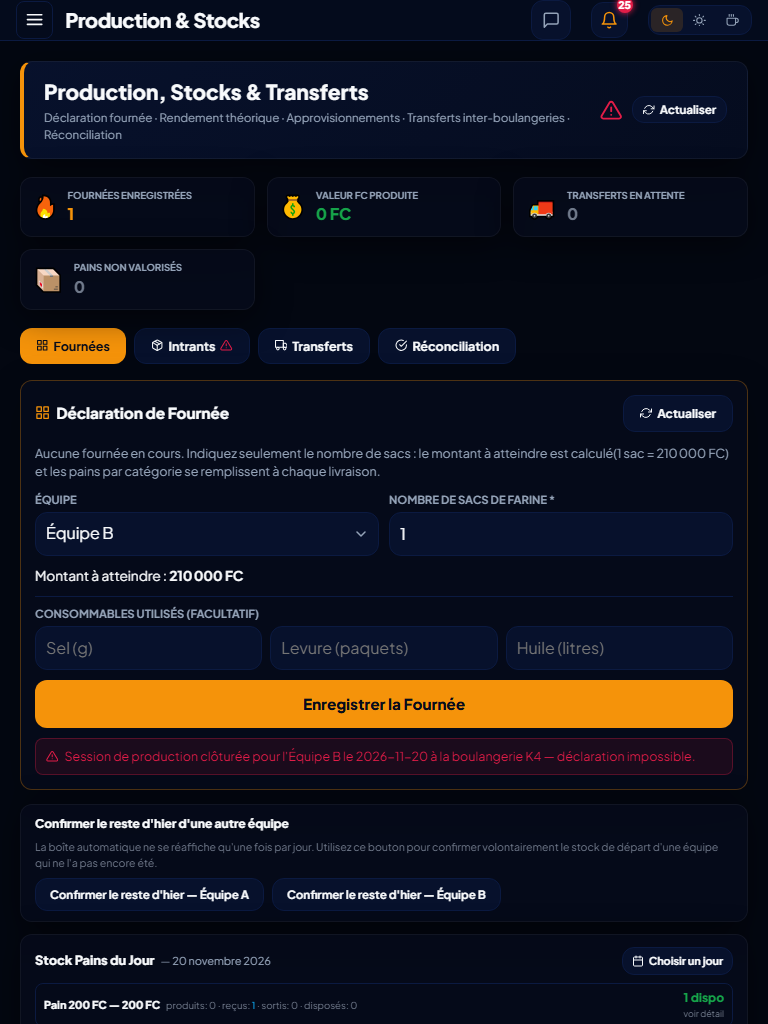 Production & Stocks
25
Production, Stocks & Transferts
Déclaration fournée · Rendement théorique · Approvisionnements · Transferts inter-boulangeries ·
Réconciliation
Actualiser
FOURNÉES ENREGISTRÉES
1
VALEUR FC PRODUITE
0 FC
TRANSFERTS EN ATTENTE
0
PAINS NON VALORISÉS
0
Fournées
Intrants
Transferts
Réconciliation
Déclaration de Fournée
Actualiser
Aucune fournée en cours. Indiquez seulement le nombre de sacs : le montant à atteindre est calculé(1 sac = 210 000 FC)
et les pains par catégorie se remplissent à chaque livraison.
ÉQUIPE
NOMBRE DE SACS DE FARINE *
Équipe B
1
Montant à atteindre : 210 000 FC
CONSOMMABLES UTILISÉS (FACULTATIF)
Sel (g)
Levure (paquets)
Huile (litres)
Enregistrer la Fournée
Session de production clôturée pour l'Équipe B le 2026-11-20 à la boulangerie K4 — déclaration impossible.
Confirmer le reste d'hier d'une autre équipe
La boîte automatique ne se réaffiche qu'une fois par jour. Utilisez ce bouton pour confirmer volontairement le stock de départ d'une équipe
qui ne l'a pas encore été.
Confirmer le reste d'hier — Équipe A
Confirmer le reste d'hier — Équipe B
Stock Pains du Jour — 20 novembre 2026
Choisir un jour
Pain 200 FC — 200 FC produits: 0 · reçus: 1 · sortis: 0 · disposés: 0
1 dispo
voir détail